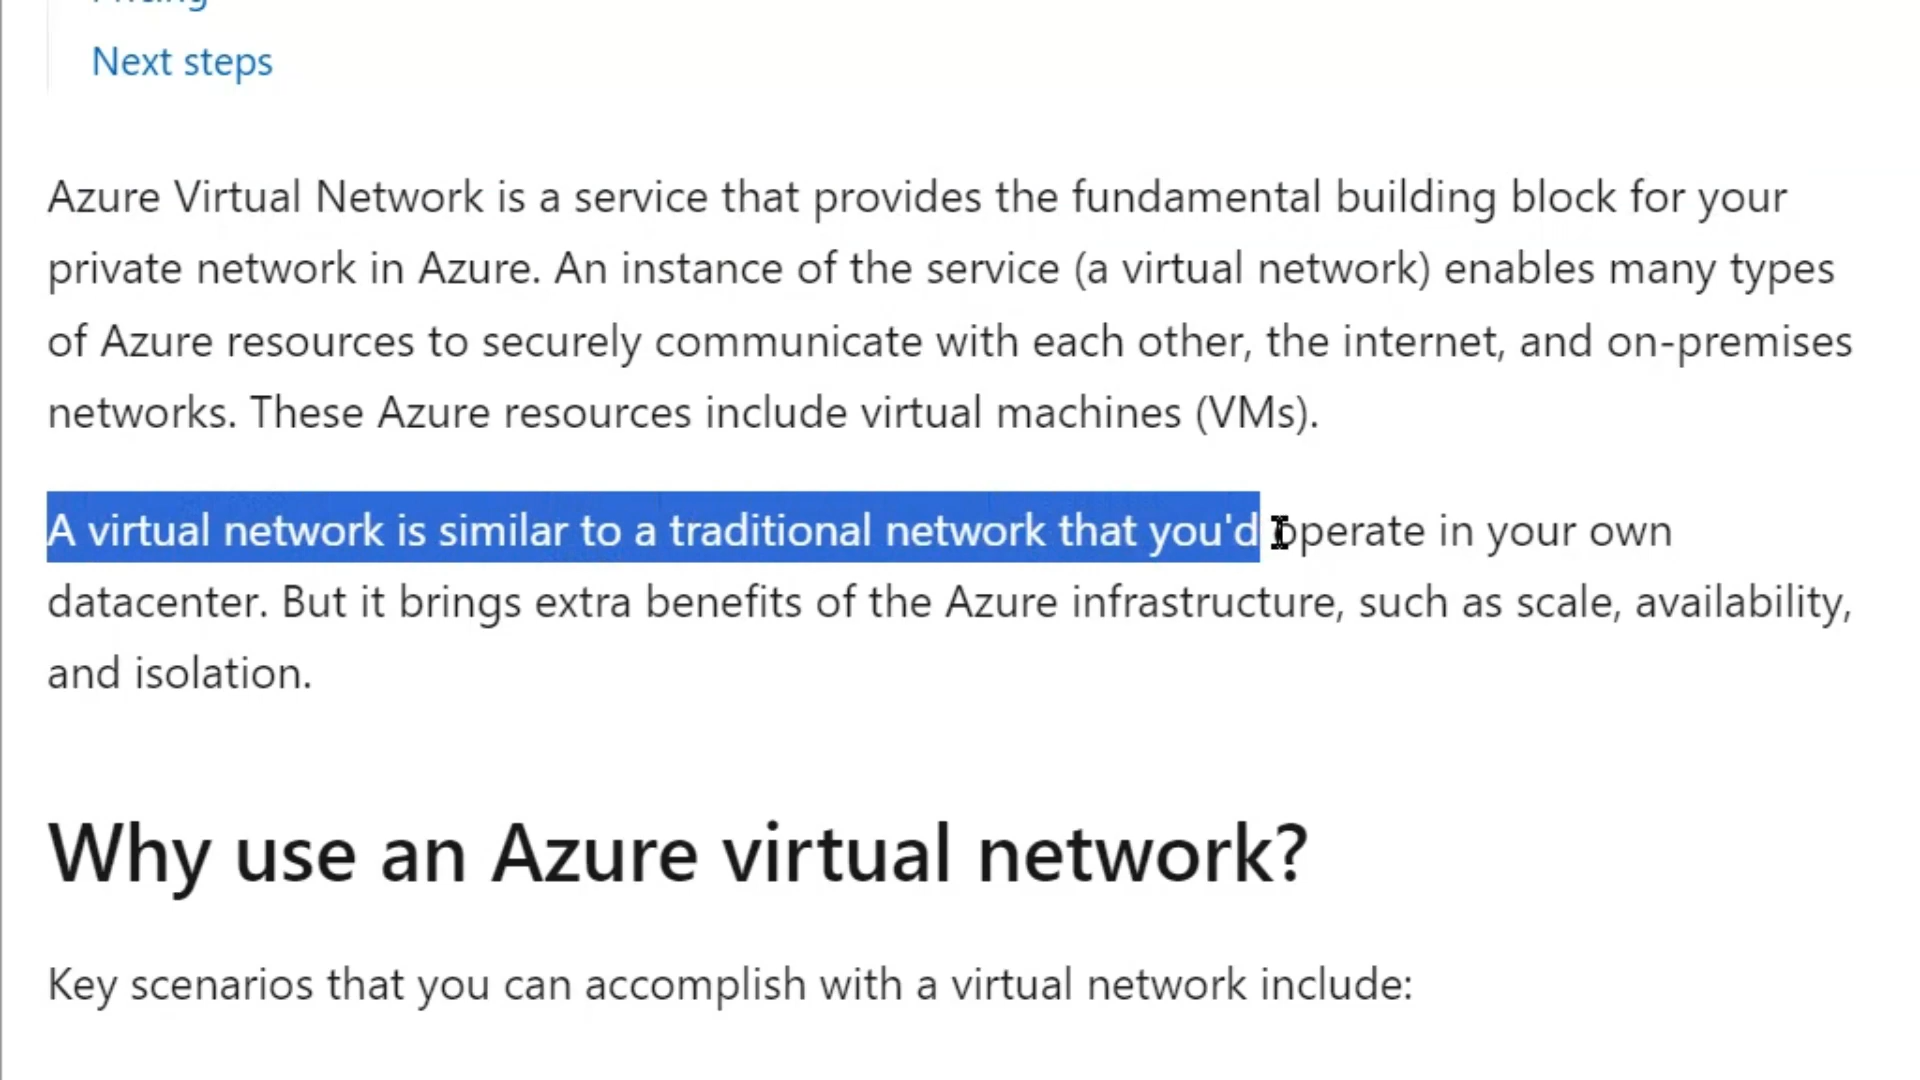 Pricing
Next steps
Azure Virtual Network is a service that provides the fundamental building block for your
private network in Azure. An instance of the service (a virtual network) enables many types
of Azure resources to securely communicate with each other, the internet, and on-premises
networks. These Azure resources include virtual machines (VMs).
A virtual network is similar to a traditional network that you'd operate in your own
datacenter. But it brings extra benefits of the Azure infrastructure, such as scale, availability,
and isolation.
Why use an Azure virtual network?
Key scenarios that you can accomplish with a virtual network include: